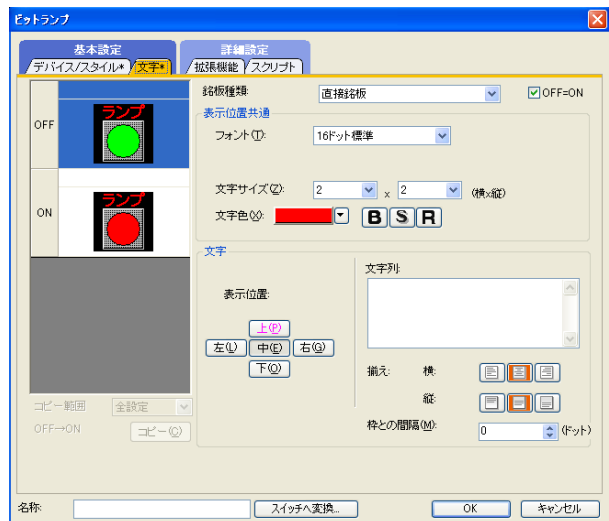 ビットランプ
基本設定
詳細設定
デバイス/スタイル*
文字*
拡張機能
スクリプト
OFF
ランプ
ON
ランプ
コピー範囲
全設定
OFF→ON
コピー(C)
銘板種類:
直接銘板
OFF=ON
表示位置共通
フォント(T):
16ドット標準
文字サイズ(Z):
2
x
2
(横x縦)
文字色(X):
B S R
文字
表示位置:
上(P)
左(L)
中(E)
右(G)
下(O)
文字列:
揃え:
横:
縦:
枠との間隔(M):
0
(ドット)
名称:
スイッチへ変換...
OK
キャンセル